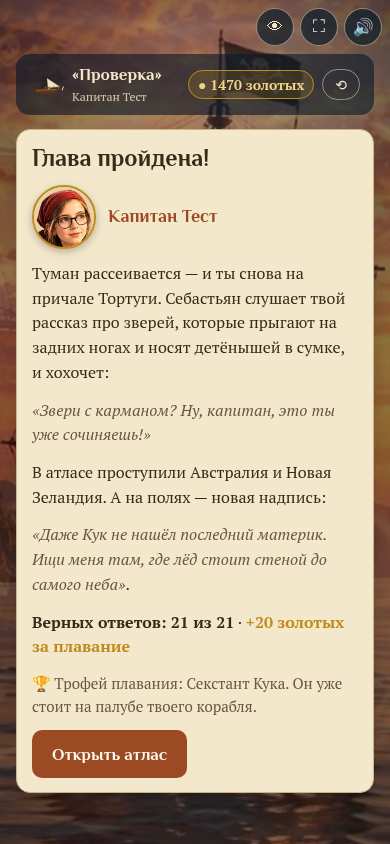 «Проверка»
Капитан Тест
● 1470 золотых
Глава пройдена!
Капитан Тест
Туман рассеивается — и ты снова на
причале Тортуги. Себастьян слушает твой
рассказ про зверей, которые прыгают на
задних ногах и носят детёнышей в сумке,
и хохочет:
«Звери с карманом? Ну, капитан, это ты
уже сочиняешь!»
В атласе проступили Австралия и Новая
Зеландия. А на полях — новая надпись:
«Даже Кук не нашёл последний материк.
Ищи меня там, где лёд стоит стеной до
самого неба».
Верных ответов: 21 из 21 · +20 золотых
за плавание
🏆 Трофей плавания: Секстант Кука. Он уже
стоит на палубе твоего корабля.
Открыть атлас